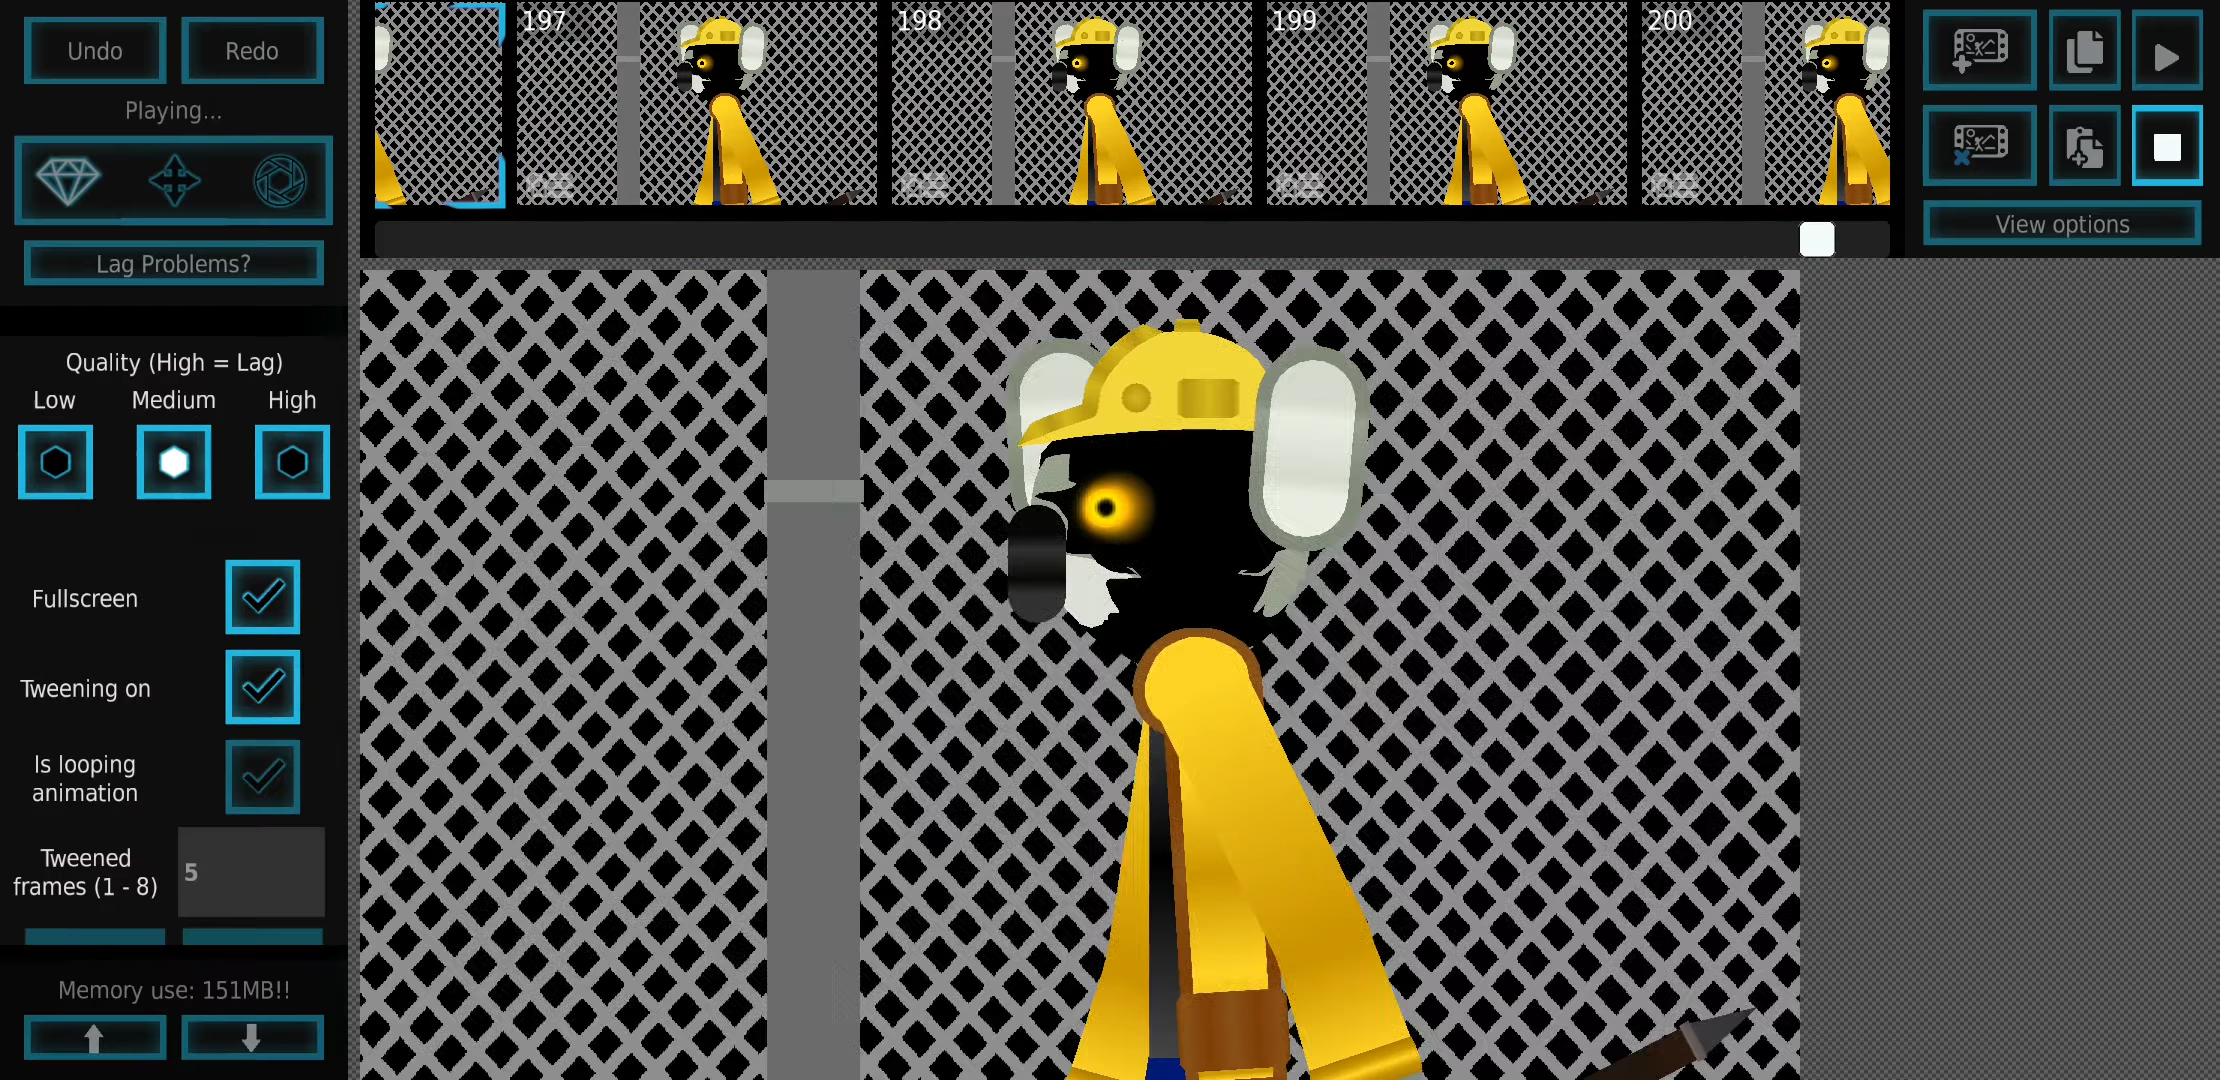 Undo
Redo
Playing...
Lag Problems?
Quality (High = Lag)
Low
Medium
High
Fullscreen
Tweening on
Is looping
animation
Tweened
frames (1 - 8)
5
Memory use: 151MB!!
197
198
199
200
View options